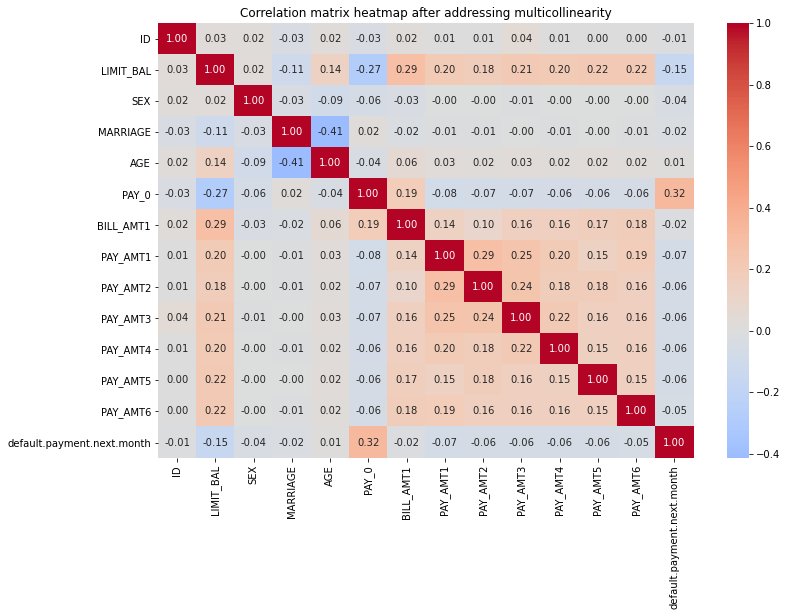 Correlation matrix heatmap after addressing multicollinearity
ID 1.00 0.03 0.02 -0.03 0.02 -0.03 0.02 0.01 0.01 0.04 0.01 0.00 0.00 -0.01
LIMIT_BAL 0.03 1.00 0.02 -0.11 0.14 -0.27 0.29 0.20 0.18 0.21 0.20 0.22 0.22 -0.15
SEX 0.02 0.02 1.00 -0.03 -0.09 -0.06 -0.03 -0.00 -0.00 -0.01 -0.00 -0.00 -0.00 -0.04
MARRIAGE -0.03 -0.11 -0.03 1.00 -0.41 0.02 -0.02 -0.01 -0.01 -0.00 -0.01 -0.00 -0.01 -0.02
AGE 0.02 0.14 -0.09 -0.41 1.00 -0.04 0.06 0.03 0.02 0.03 0.02 0.02 0.02 0.01
PAY_0 -0.03 -0.27 -0.06 0.02 -0.04 1.00 0.19 -0.08 -0.07 -0.07 -0.06 -0.06 -0.06 0.32
BILL_AMT1 0.02 0.29 -0.03 -0.02 0.06 0.19 1.00 0.14 0.10 0.16 0.16 0.17 0.18 -0.02
PAY_AMT1 0.01 0.20 -0.00 -0.01 0.03 -0.08 0.14 1.00 0.29 0.25 0.20 0.15 0.19 -0.07
PAY_AMT2 0.01 0.18 -0.00 -0.01 0.02 -0.07 0.10 0.29 1.00 0.24 0.18 0.18 0.16 -0.06
PAY_AMT3 0.04 0.21 -0.01 -0.00 0.03 -0.07 0.16 0.25 0.24 1.00 0.22 0.16 0.16 -0.06
PAY_AMT4 0.01 0.20 -0.00 -0.01 0.02 -0.06 0.16 0.20 0.18 0.22 1.00 0.15 0.16 -0.06
PAY_AMT5 0.00 0.22 -0.00 -0.00 0.02 -0.06 0.17 0.15 0.18 0.16 0.15 1.00 0.15 -0.06
PAY_AMT6 0.00 0.22 -0.00 -0.01 0.02 -0.06 0.18 0.19 0.16 0.16 0.16 0.15 1.00 -0.05
default.payment.next.month -0.01 -0.15 -0.04 -0.02 0.01 0.32 -0.02 -0.07 -0.06 -0.06 -0.06 -0.06 -0.05 1.00
ID
LIMIT_BAL
SEX
MARRIAGE
AGE
PAY_0
BILL_AMT1
PAY_AMT1
PAY_AMT2
PAY_AMT3
PAY_AMT4
PAY_AMT5
PAY_AMT6
default.payment.next.month
1.0
0.8
0.6
0.4
0.2
0.0
−0.2
−0.4